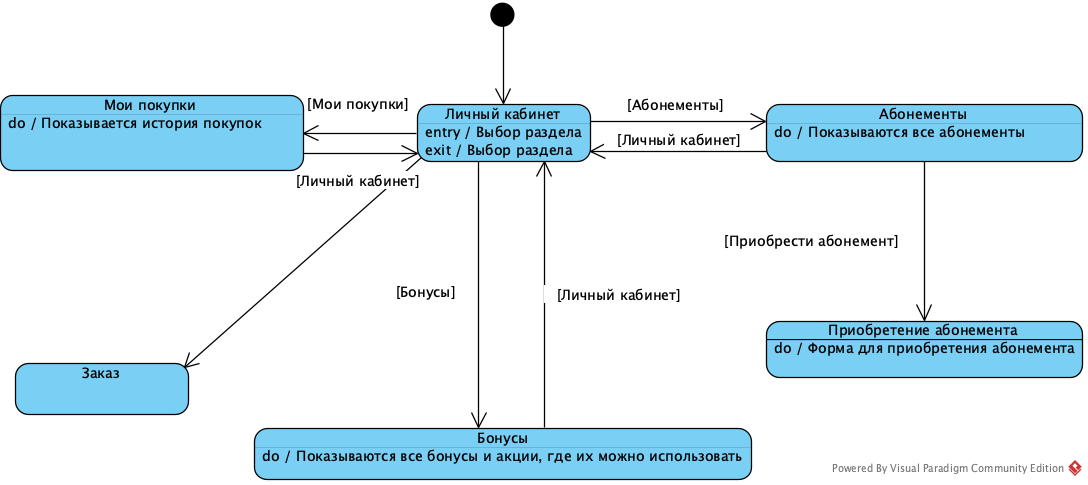 Мои покупки
do / Показывается история покупок
[Мои покупки]
Личный кабинет
entry / Выбор раздела
exit / Выбор раздела
[Абонементы]
[Личный кабинет]
Абонементы
do / Показываются все абонементы
[Личный кабинет]
[Приобрести абонемент]
[Бонусы]
[Личный кабинет]
Приобретение абонемента
do / Форма для приобретения абонемента
Заказ
Бонусы
do / Показываются все бонусы и акции, где их можно использовать
Powered By Visual Paradigm Community Edition